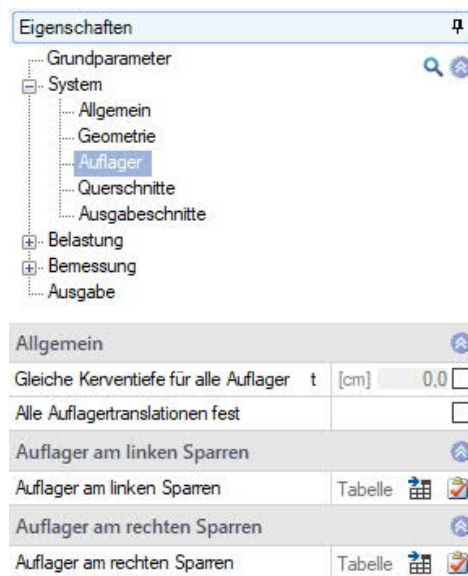 Eigenschaften
Grundparameter
System
Allgemein
Geometrie
Auflager
Querschnitte
Ausgabeschnitte
Belastung
Bemessung
Ausgabe
Allgemein
Gleiche Kerventiefe für alle Auflager t [cm] 0,0
Alle Auflagertranslationen fest
Auflager am linken Sparren
Auflager am linken Sparren Tabelle
Auflager am rechten Sparren
Auflager am rechten Sparren Tabelle